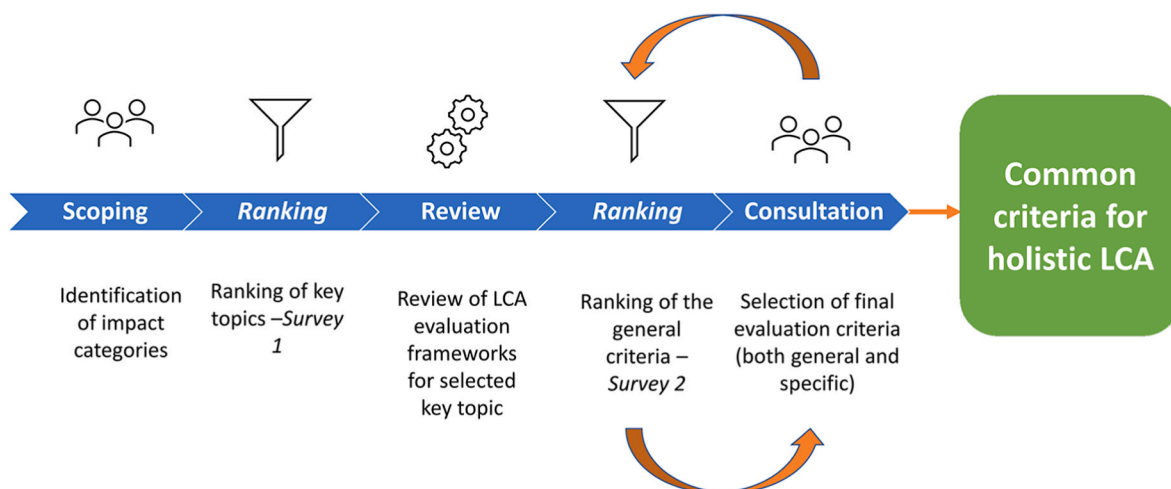 Scoping
Ranking
Review
Ranking
Consultation
Common
criteria for
holistic LCA
Identification
of impact
categories
Ranking of key
topics –Survey
1
Review of LCA
evaluation
frameworks
for selected
key topic
Ranking of the
general
criteria –
Survey 2
Selection of final
evaluation criteria
(both general and
specific)